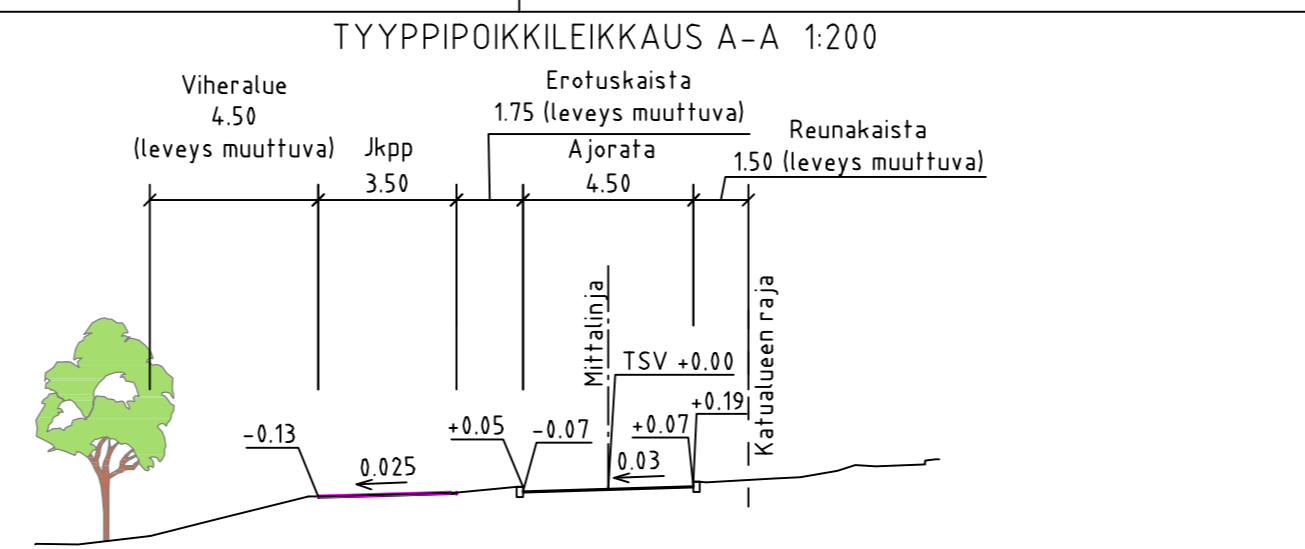 TYYPPIPOIKKILEIKKAUS A-A 1:200
Viheralue
4.50
(leveys muuttuva)
Jkpp
3.50
Erotuskaista
1.75 (leveys muuttuva)
Ajorata
4.50
Reunakaista
1.50 (leveys muuttuva)
Mittalinja
Katualueen raja
TSV +0.00
+0.19
-0.13
+0.05
-0.07
+0.07
0.025
0.03